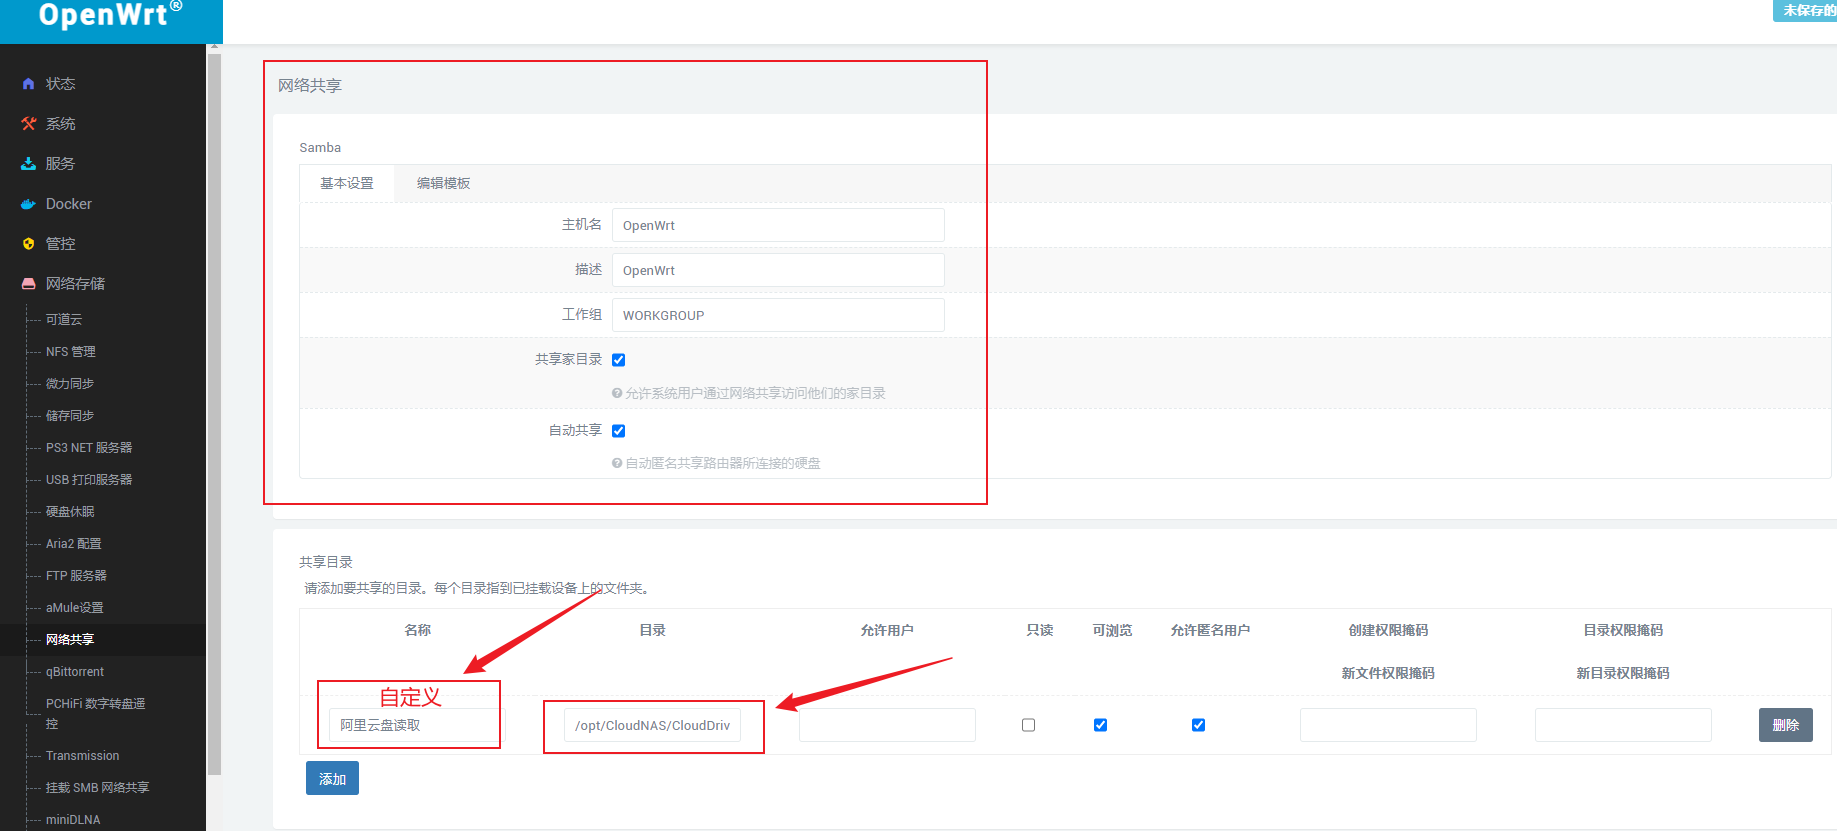 OpenWrt®
未保存的
状态
系统
服务
Docker
管控
网络存储
可道云
NFS 管理
微力同步
储存同步
PS3 NET 服务器
USB 打印服务器
硬盘休眠
Aria2 配置
FTP 服务器
aMule设置
网络共享
qBittorrent
PCHiFi 数字转盘遥
控
Transmission
挂载 SMB 网络共享
miniDLNA
网络共享
Samba
基本设置 编辑模板
主机名 OpenWrt
描述 OpenWrt
工作组 WORKGROUP
共享家目录
允许系统用户通过网络共享访问他们的家目录
自动共享
自动匿名共享路由器所连接的硬盘
共享目录
请添加要共享的目录。每个目录指到已挂载设备上的文件夹。
名称 目录 允许用户 只读 可浏览 允许匿名用户 创建权限掩码 目录权限掩码
新文件权限掩码 新目录权限掩码
自定义
阿里云盘读取 /opt/CloudNAS/CloudDriv 删除
添加